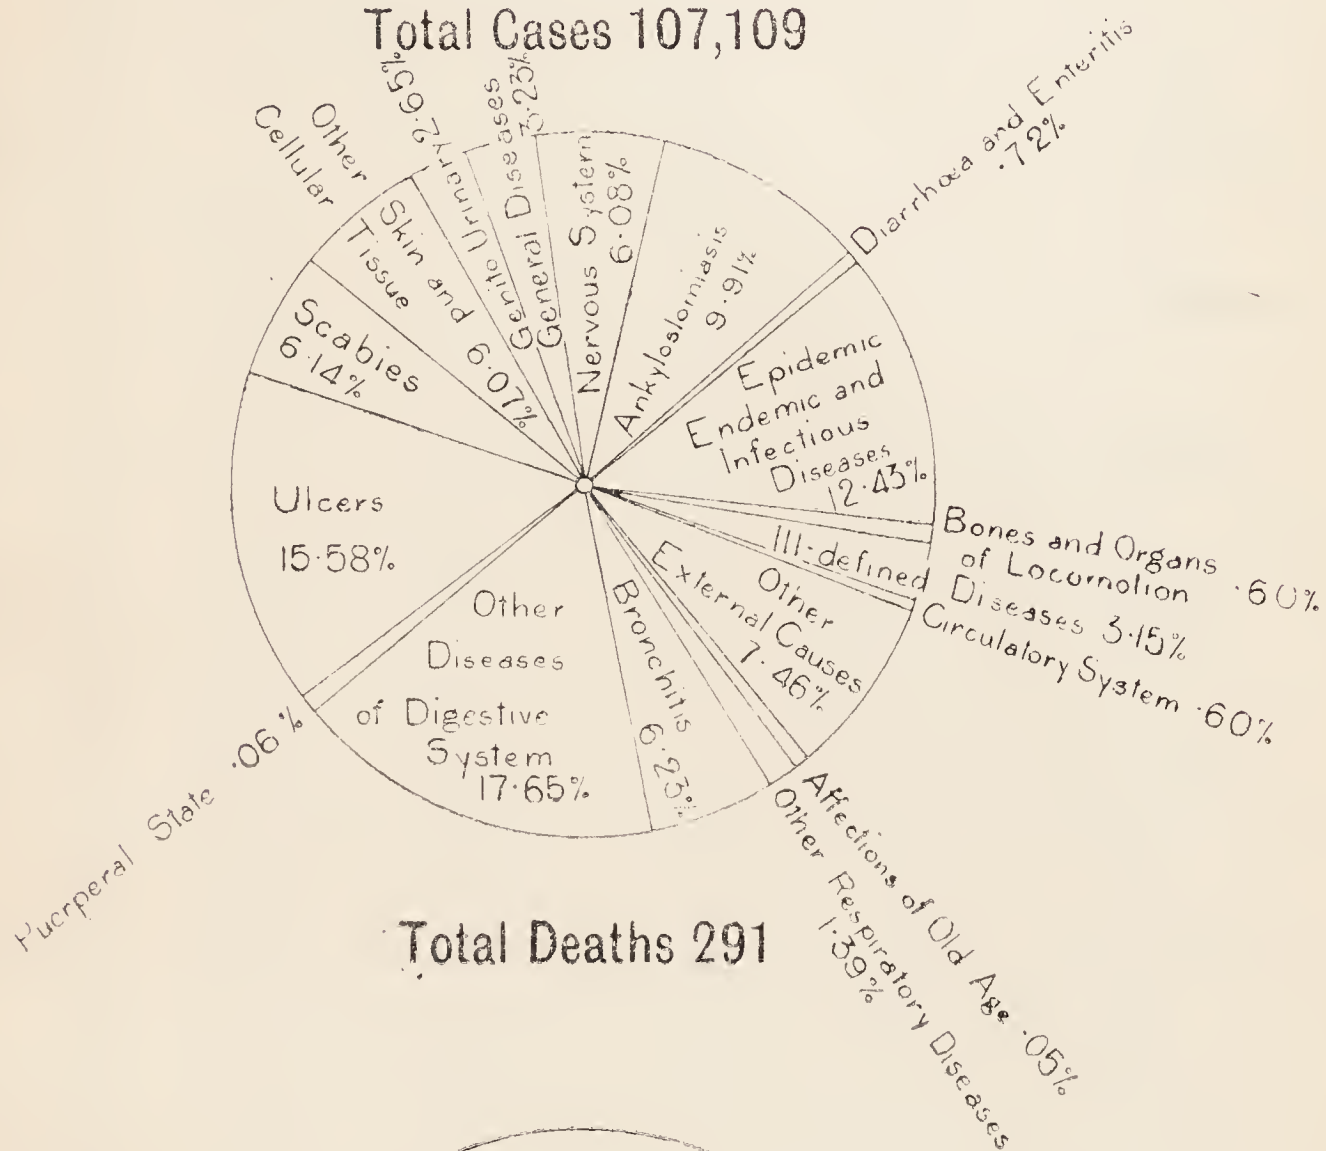 Total Cases 107,109
Diarrhœa and Enteritis
.72%
Epidemic
Endemic and
Infectious
Diseases
12.43%
Bones and Organs
of Locomotion .60%
Ill-defined Diseases 3.15%
Circulatory System .60%
Other
External Causes
7.46%
Affections of Old Age .05%
Other Respiratory Diseases
1.39%
Bronchitis 6.23%
Other
Diseases
of Digestive
System
17.65%
Puerperal State .06%
Ulcers
15.58%
Scabies
6.14%
Other
Cellular
Skin and
Tissue
6.07%
Genito Urinary 2.65%
General Diseases
3.23%
Nervous System
6.08%
Ankylostomiasis
9.91%
Total Deaths 291